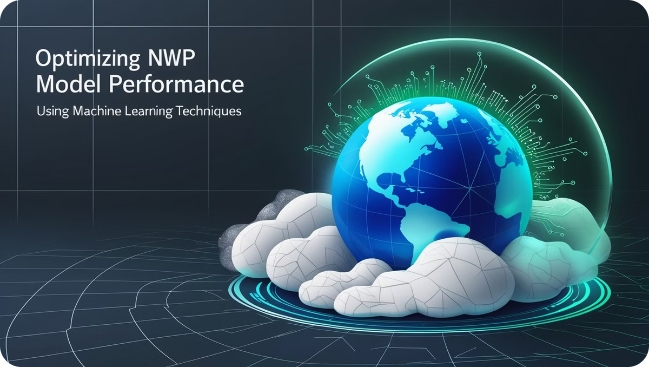 Optimizing NWP
Model Performance
Using Machine Learning Techniques